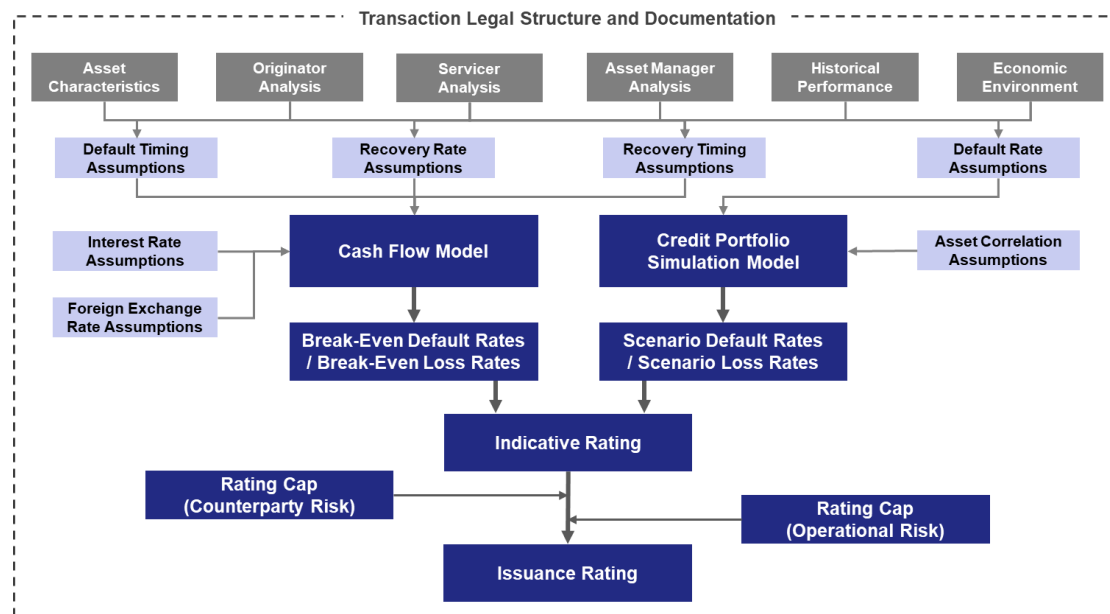 Transaction Legal Structure and Documentation
Asset
Characteristics
Originator
Analysis
Servicer
Analysis
Asset Manager
Analysis
Historical
Performance
Economic
Environment
Default Timing
Assumptions
Recovery Rate
Assumptions
Recovery Timing
Assumptions
Default Rate
Assumptions
Interest Rate
Assumptions
Cash Flow Model
Credit Portfolio
Simulation Model
Asset Correlation
Assumptions
Foreign Exchange
Rate Assumptions
Break-Even Default Rates
/ Break-Even Loss Rates
Scenario Default Rates
/ Scenario Loss Rates
Indicative Rating
Rating Cap
(Counterparty Risk)
Rating Cap
(Operational Risk)
Issuance Rating